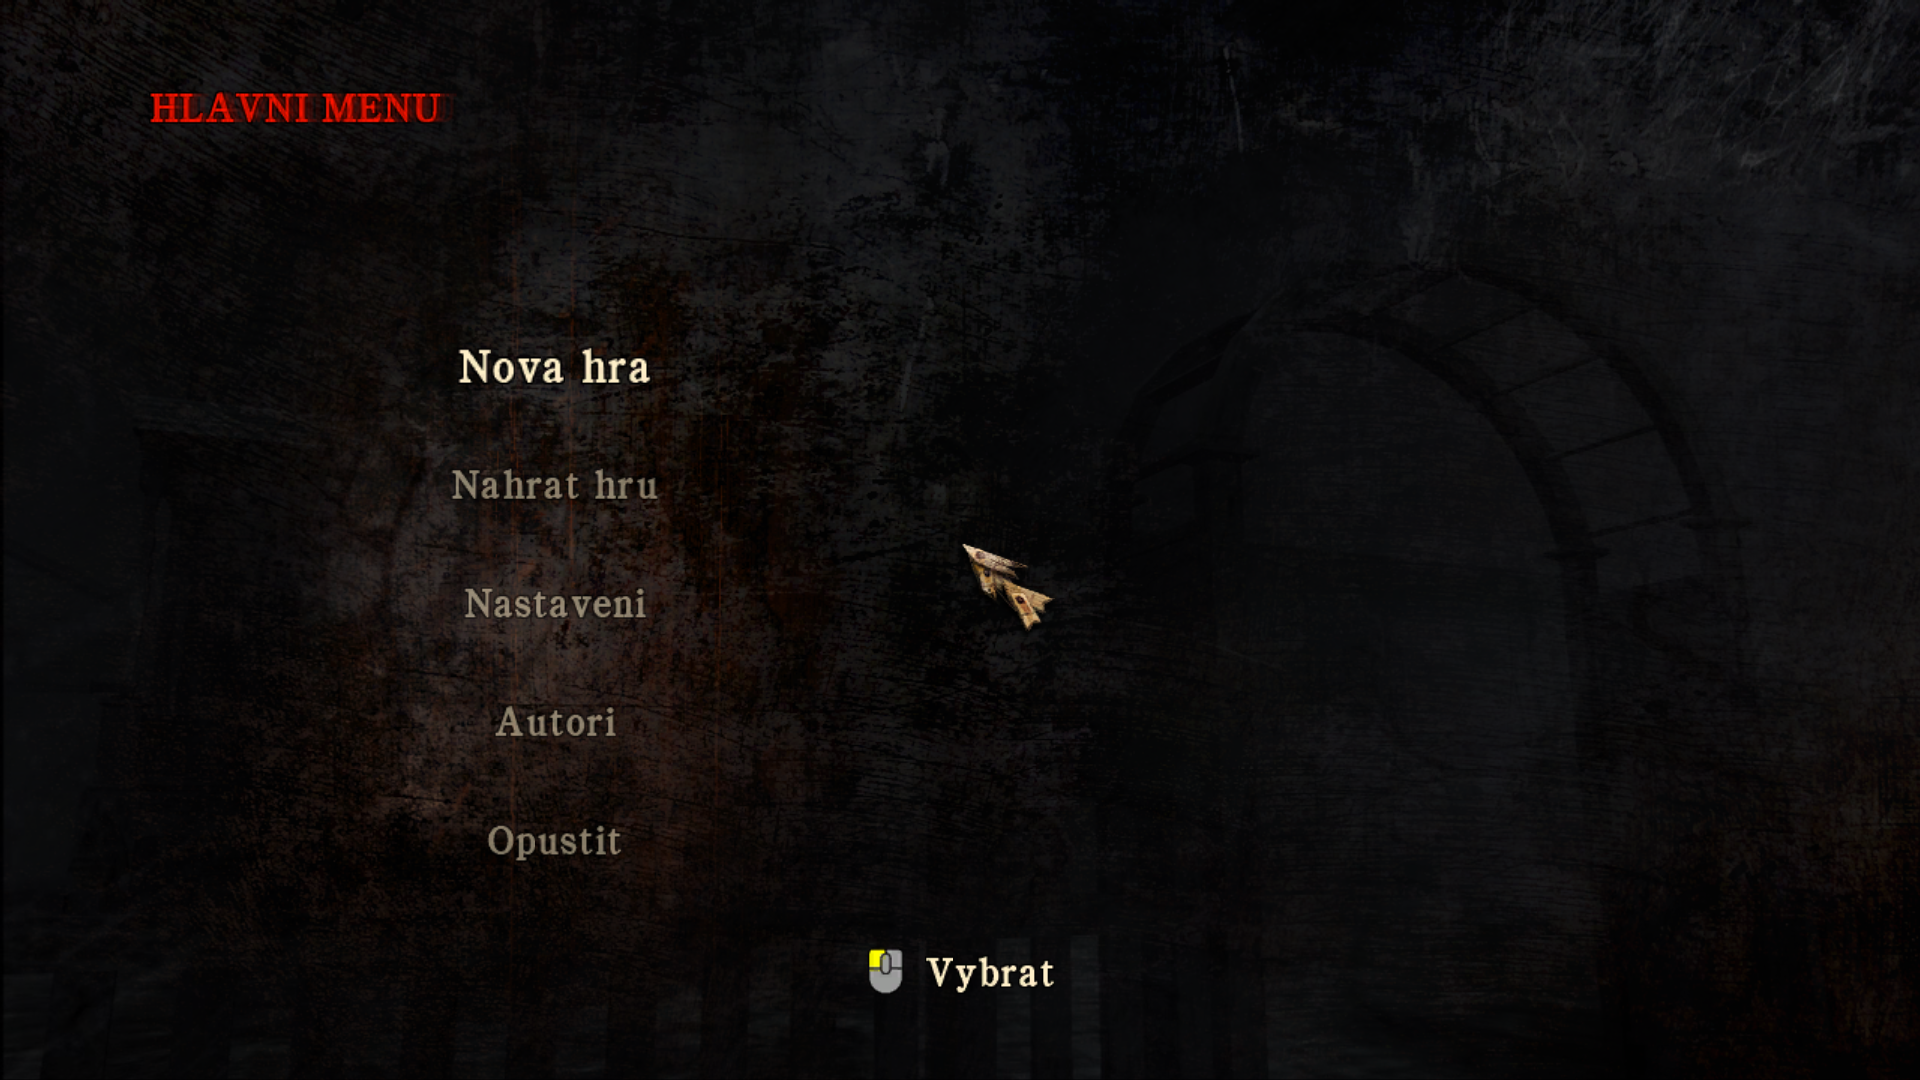 HLAVNI MENU
Nova hra
Nahrat hru
Nastaveni
Autori
Opustit
Vybrat